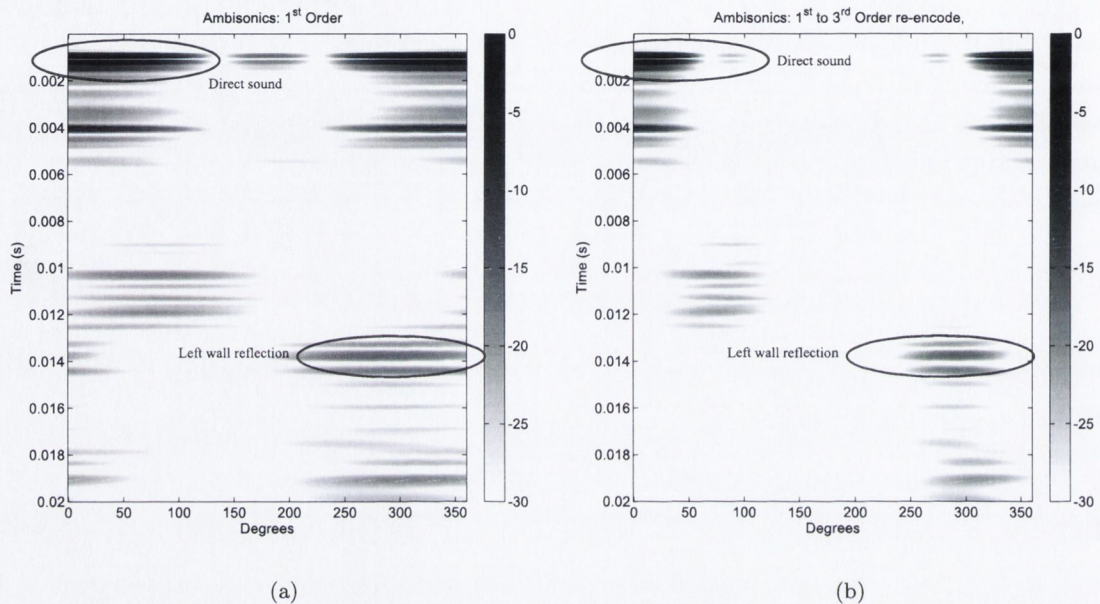 Ambisonics: 1st Order
Direct sound
Left wall reflection
Time (s)
0.002
0.004
0.006
0.008
0.01
0.012
0.014
0.016
0.018
0.02
0 50 100 150 200 250 300 350
Degrees
0
-5
-10
-15
-20
-25
-30
(a)
Ambisonics: 1st to 3rd Order re-encode,
Direct sound
Left wall reflection
Time (s)
0.002
0.004
0.006
0.008
0.01
0.012
0.014
0.016
0.018
0.02
0 50 100 150 200 250 300 350
Degrees
0
-5
-10
-15
-20
-25
-30
(b)